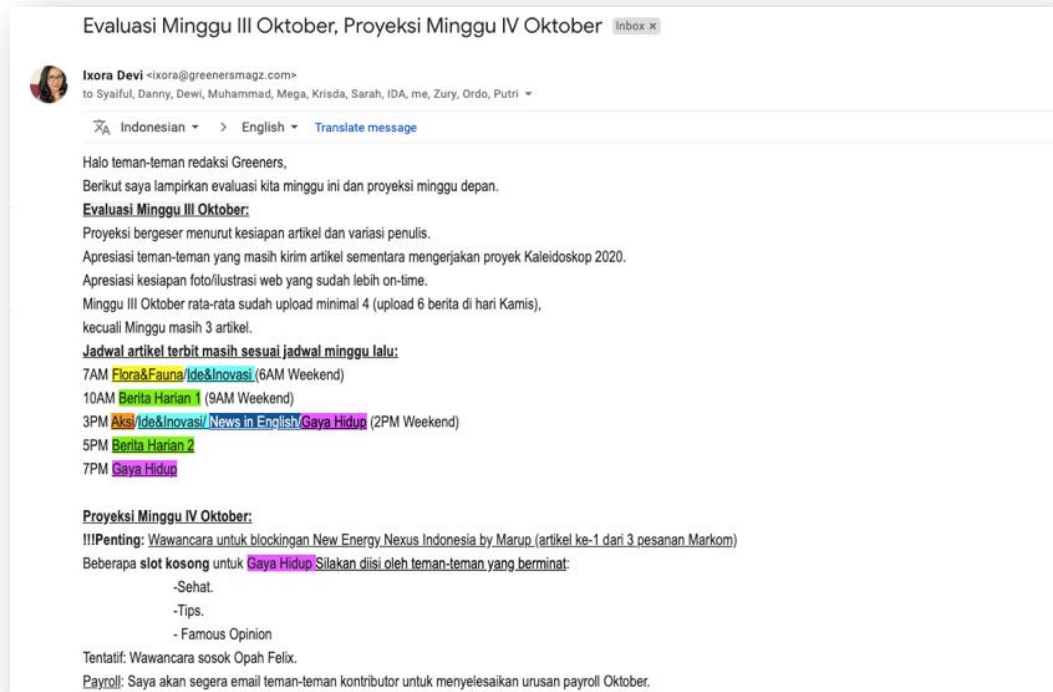 Evaluasi Minggu III Oktober, Proyeksi Minggu IV Oktober Inbox ×
Ixora Devi <ixora@greenersmagz.com>
to Syaiful, Danny, Dewi, Muhammad, Mega, Krisda, Sarah, IDA, me, Zury, Ordo, Putri
Indonesian > English Translate message
Halo teman-teman redaksi Greeners,
Berikut saya lampirkan evaluasi kita minggu ini dan proyeksi minggu depan.
Evaluasi Minggu III Oktober:
Proyeksi bergeser menurut kesiapan artikel dan variasi penulis.
Apresiasi teman-teman yang masih kirim artikel sementara mengerjakan proyek Kaleidoskop 2020.
Apresiasi kesiapan foto/ilustrasi web yang sudah lebih on-time.
Minggu III Oktober rata-rata sudah upload minimal 4 (upload 6 berita di hari Kamis),
kecuali Minggu masih 3 artikel.
Jadwal artikel terbit masih sesuai jadwal minggu lalu:
7AM Flora&Fauna/Ide&Inovasi (6AM Weekend)
10AM Berita Harian 1 (9AM Weekend)
3PM Aksi/Ide&Inovasi/ News in English/Gaya Hidup (2PM Weekend)
5PM Berita Harian 2
7PM Gaya Hidup
Proyeksi Minggu IV Oktober:
!!!Penting: Wawancara untuk blockingan New Energy Nexus Indonesia by Marup (artikel ke-1 dari 3 pesanan Markom)
Beberapa slot kosong untuk Gaya Hidup Silakan diisi oleh teman-teman yang berminat:
-Sehat.
-Tips.
- Famous Opinion
Tentatif: Wawancara sosok Opah Felix.
Payroll: Saya akan segera email teman-teman kontributor untuk menyelesaikan urusan payroll Oktober.